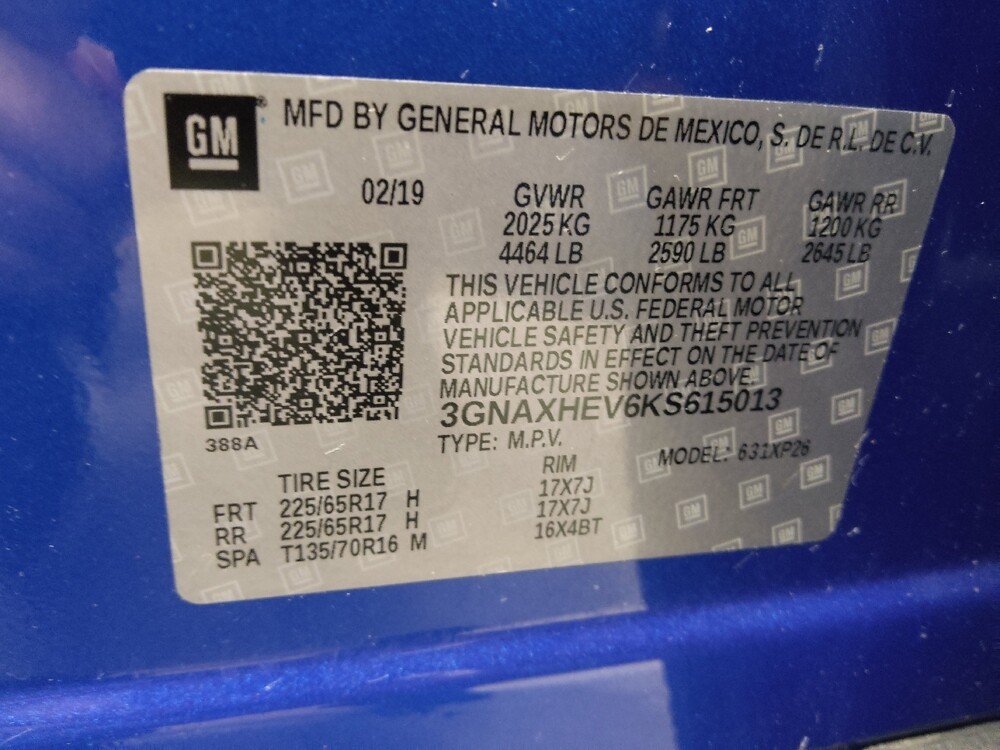 GM® MFD BY GENERAL MOTORS DE MEXICO, S. DE R.L. DE C.V.
02/19 GVWR GAWR FRT GAWR RR
2025 KG 1175 KG 1200 KG
4464 LB 2590 LB 2645 LB
THIS VEHICLE CONFORMS TO ALL
APPLICABLE U.S. FEDERAL MOTOR
VEHICLE SAFETY AND THEFT PREVENTION
STANDARDS IN EFFECT ON THE DATE OF
MANUFACTURE SHOWN ABOVE.
3GNAXHEV6KS615013
388A TYPE: M.P.V. MODEL: 631XP26
TIRE SIZE RIM
FRT 225/65R17 H 17X7J
RR 225/65R17 H 17X7J
SPA T135/70R16 M 16X4BT